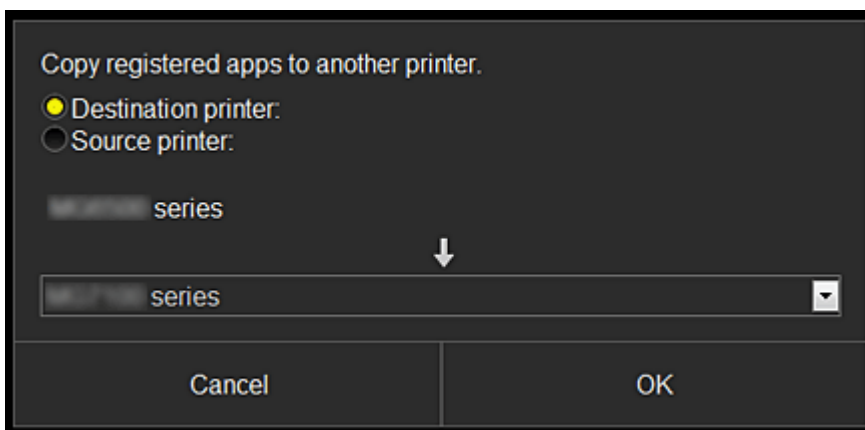 Copy registered apps to another printer.
Destination printer:
Source printer:
series
series
Cancel
OK